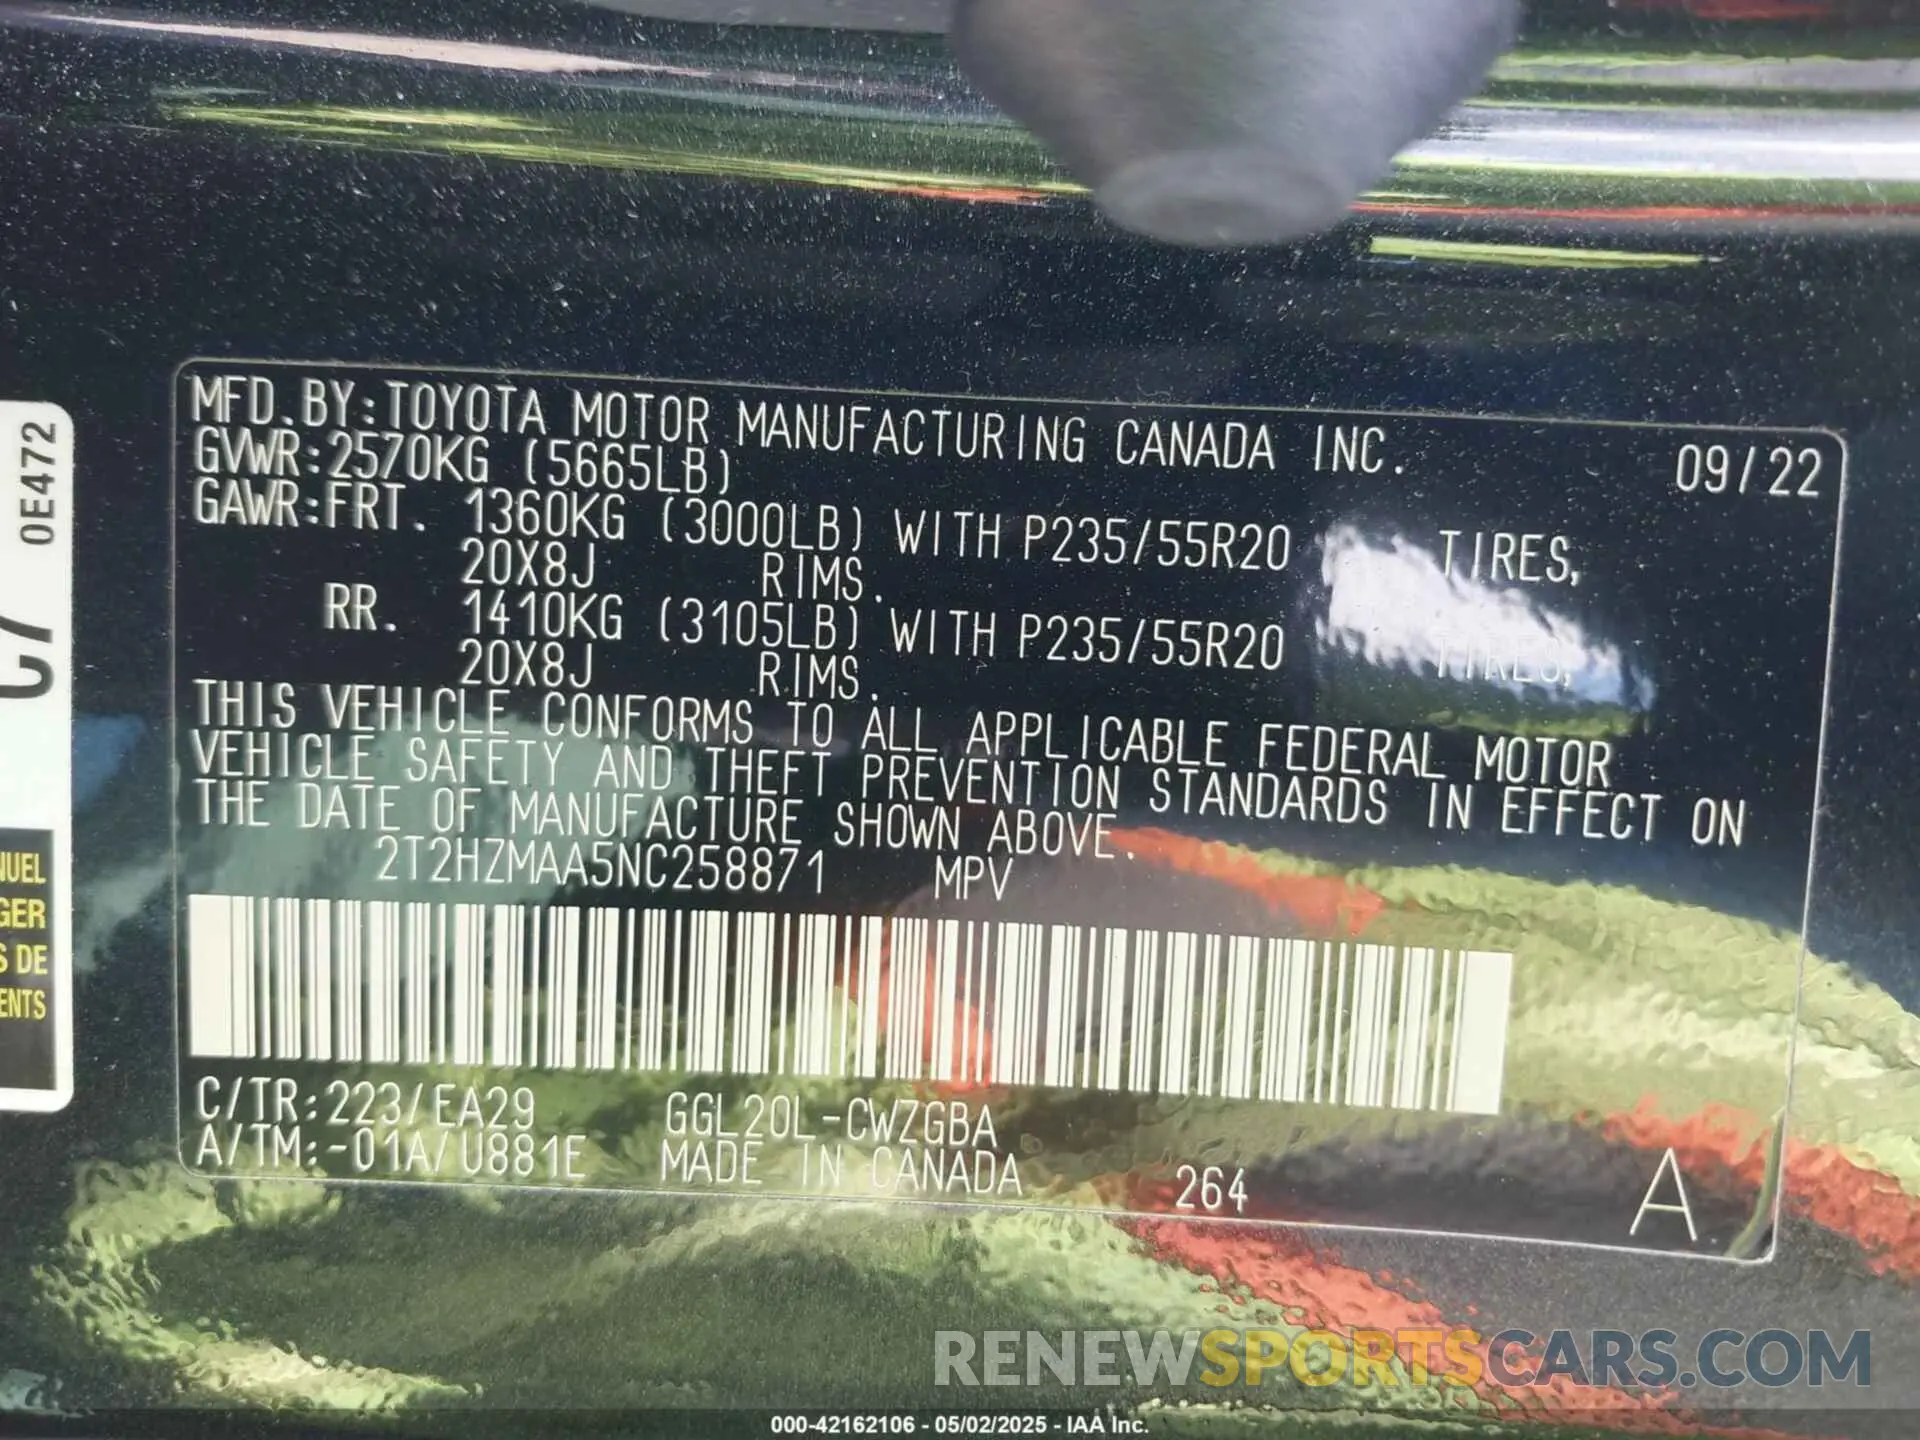 MFD.BY:TOYOTA MOTOR MANUFACTURING CANADA INC. 09/22
GVWR:2570KG (5665LB)
GAWR:FRT. 1360KG (3000LB) WITH P235/55R20 TIRES,
20X8J RIMS.
RR. 1410KG (3105LB) WITH P235/55R20 TIRES,
20X8J RIMS.
THIS VEHICLE CONFORMS TO ALL APPLICABLE FEDERAL MOTOR
VEHICLE SAFETY AND THEFT PREVENTION STANDARDS IN EFFECT ON
THE DATE OF MANUFACTURE SHOWN ABOVE.
2T2HZMAA5NC258871 MPV
C/TR:223/EA29 GGL20L-CWZGBA
A/TM:-01A/U881E MADE IN CANADA 264 A
0E472
C7
NUEL
GER
S DE
ENTS
RENEWSPORTSCARS.COM
000-42162106 - 05/02/2025 - IAA Inc.